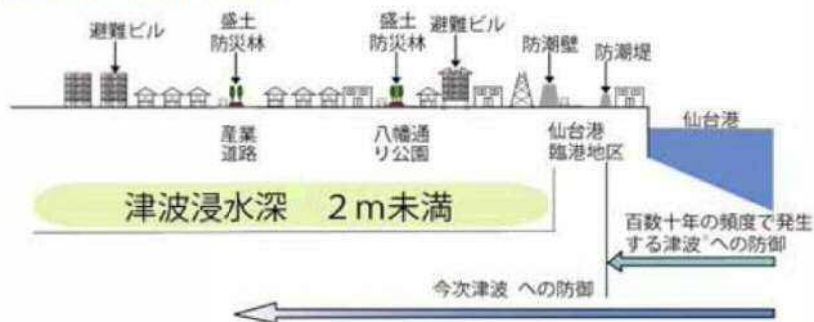 避難ビル
盛土
防災林
盛土
防災林
避難ビル
防潮壁
防潮堤
産業
道路
八幡通
り公園
仙台港
臨港地区
仙台港
津波浸水深 2m未満
百数十年の頻度で発生
する津波*への防御
今次津波 への防御